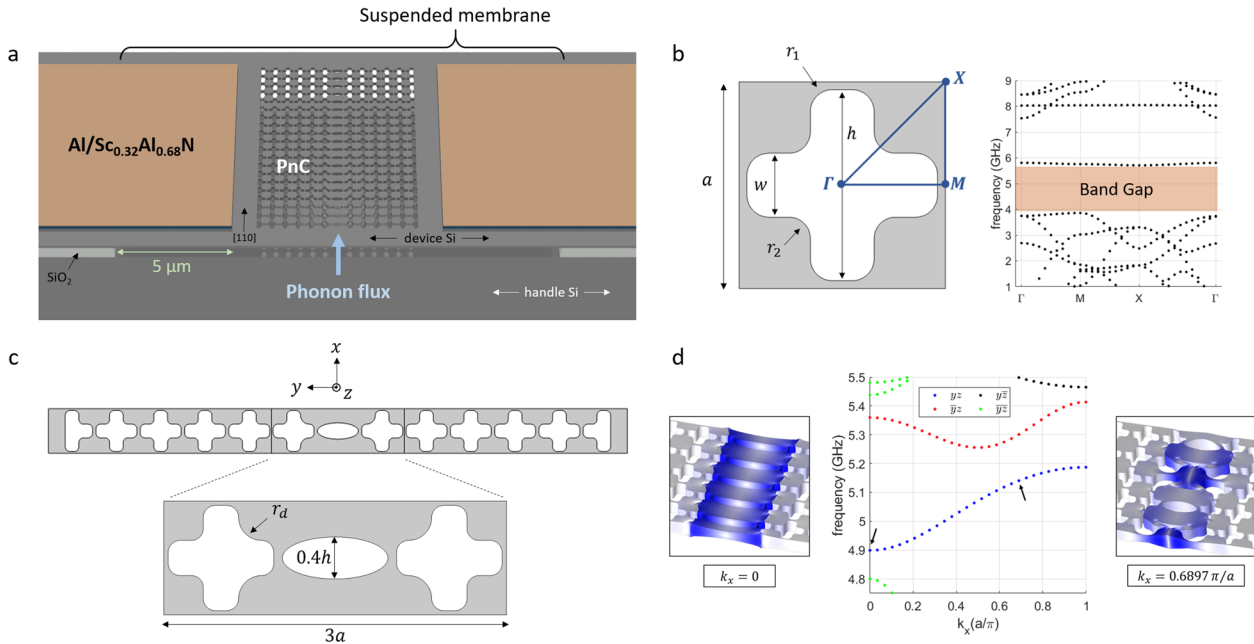 Suspended membrane
a
Al/Sc0.32Al0.68N
PnC
[110]
device Si
SiO2
5 μm
Phonon flux
handle Si
b
r1
X
h
a
w
Γ
M
r2
frequency (GHz)
9
8
7
6
5
4
3
2
1
Band Gap
Γ M X Γ
c
x
y
z
rd
0.4h
3a
d
kx = 0
frequency (GHz)
5.5
5.4
5.3
5.2
5.1
5
4.9
4.8
yz yz̅
y̅z y̅z̅
0 0.2 0.4 0.6 0.8 1
kx(a/π)
kx = 0.6897 π/a